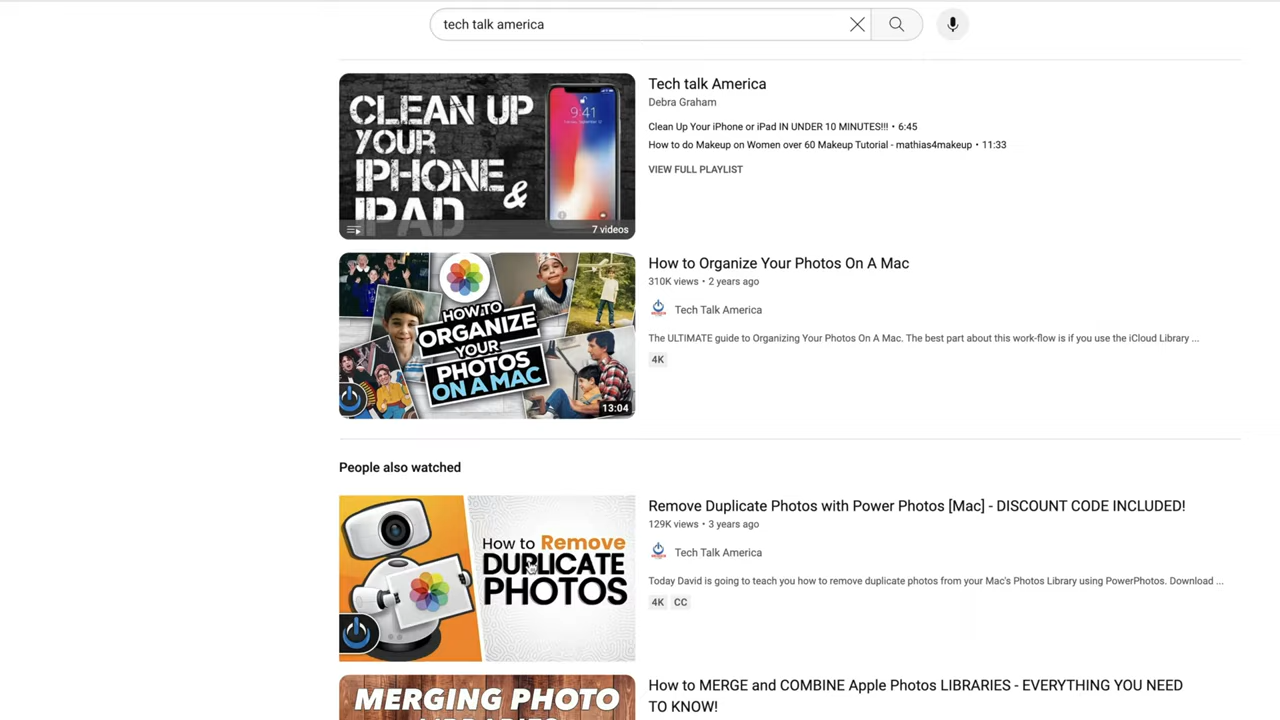 tech talk america
CLEAN UP
YOUR
IPHONE
&
IPAD
9:41
7 videos
Tech talk America
Debra Graham
Clean Up Your iPhone or iPad IN UNDER 10 MINUTES!!! • 6:45
How to do Makeup on Women over 60 Makeup Tutorial - mathias4makeup • 11:33
VIEW FULL PLAYLIST
HOW TO
ORGANIZE
YOUR
PHOTOS
ON A MAC
13:04
How to Organize Your Photos On A Mac
310K views • 2 years ago
Tech Talk America
The ULTIMATE guide to Organizing Your Photos On A Mac. The best part about this work-flow is if you use the iCloud Library ...
4K
People also watched
How to Remove
DUPLICATE
PHOTOS
Remove Duplicate Photos with Power Photos [Mac] - DISCOUNT CODE INCLUDED!
129K views • 3 years ago
Tech Talk America
Today David is going to teach you how to remove duplicate photos from your Mac's Photos Library using PowerPhotos. Download ...
4K CC
MERGING PHOTO
LIBRARIES
How to MERGE and COMBINE Apple Photos LIBRARIES - EVERYTHING YOU NEED
TO KNOW!